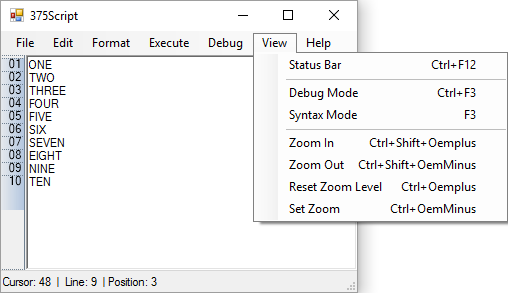 375Script
File Edit Format Execute Debug View Help
01 ONE
02 TWO
03 THREE
04 FOUR
05 FIVE
06 SIX
07 SEVEN
08 EIGHT
09 NINE
10 TEN
Status Bar Ctrl+F12
Debug Mode Ctrl+F3
Syntax Mode F3
Zoom In Ctrl+Shift+Oemplus
Zoom Out Ctrl+Shift+OemMinus
Reset Zoom Level Ctrl+Oemplus
Set Zoom Ctrl+OemMinus
Cursor: 48 | Line: 9 | Position: 3